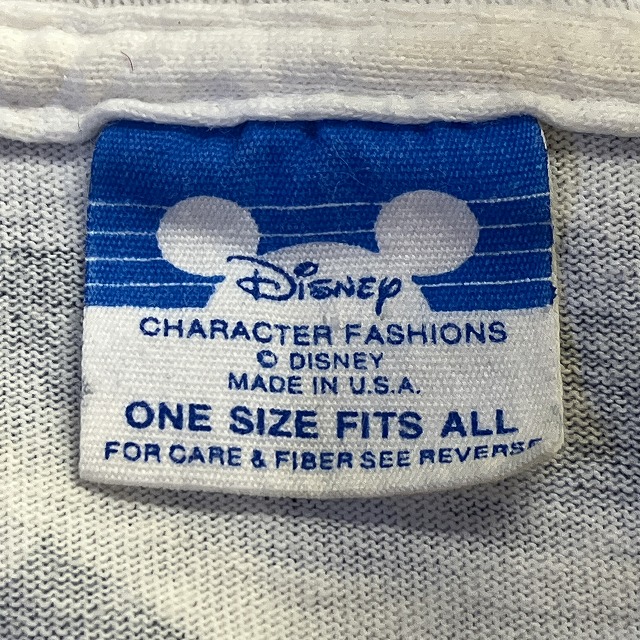 Disney
CHARACTER FASHIONS
© DISNEY
MADE IN U.S.A.
ONE SIZE FITS ALL
FOR CARE & FIBER SEE REVERSE